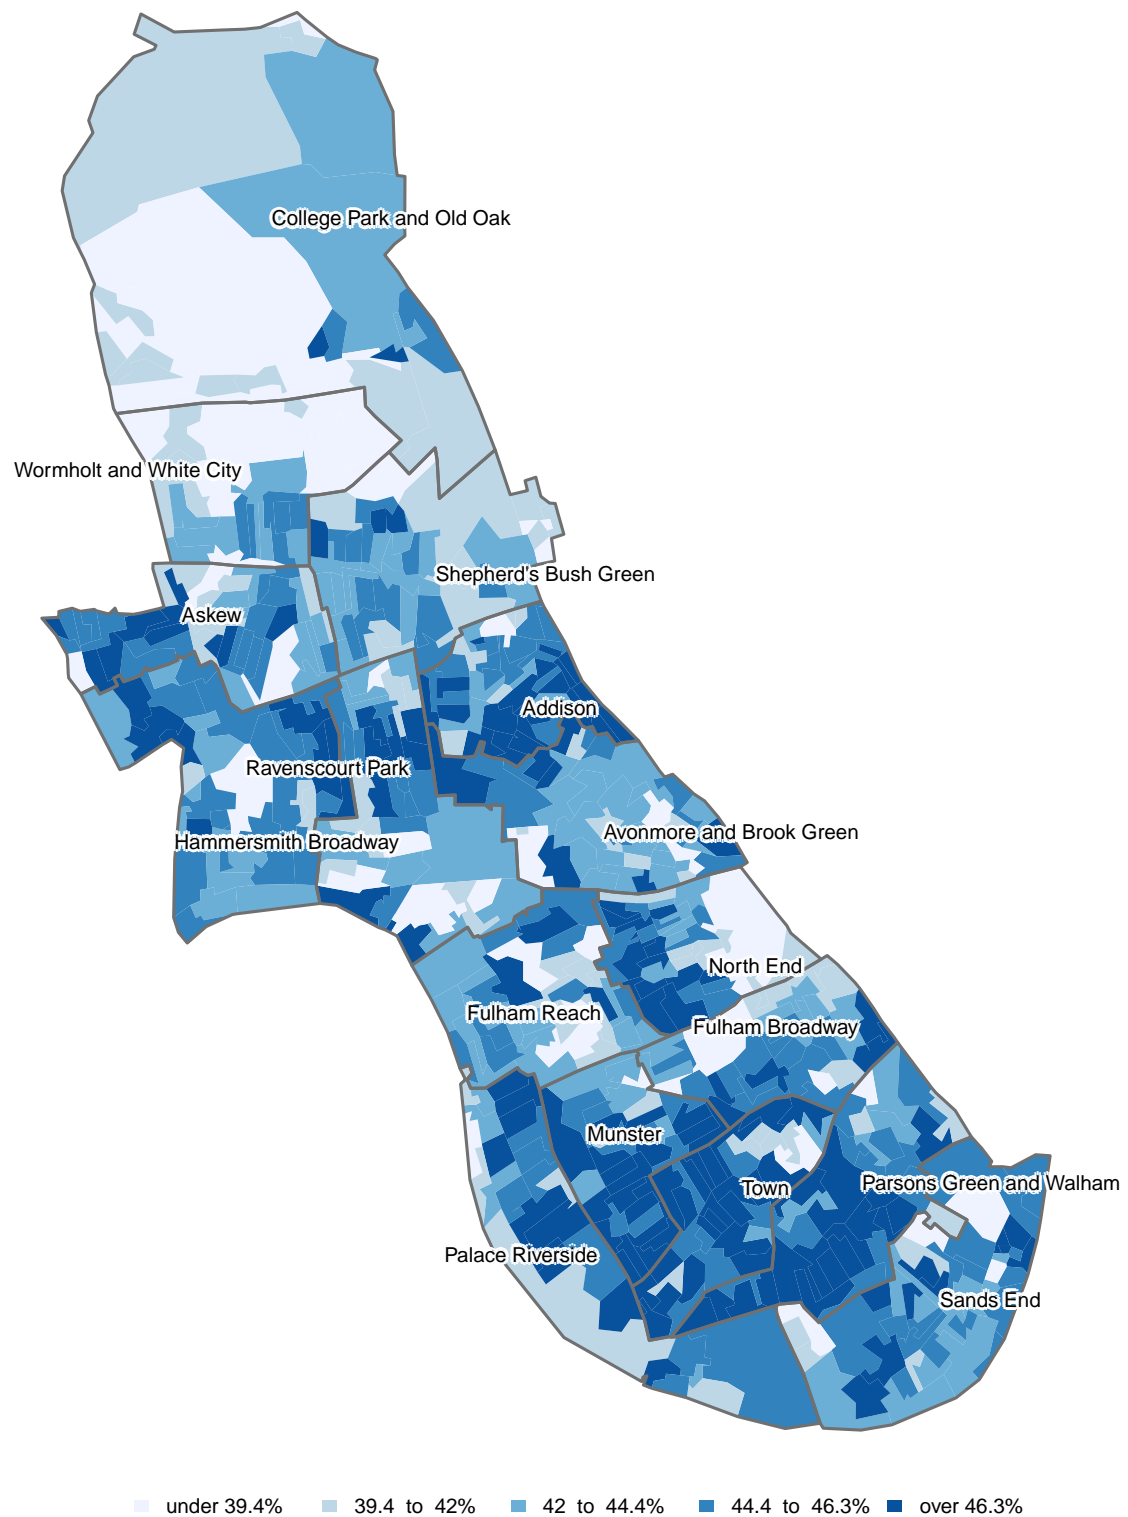 College Park and Old Oak
Wormholt and White City
Shepherd's Bush Green
Askew
Addison
Ravenscourt Park
Avonmore and Brook Green
Hammersmith Broadway
North End
Fulham Reach
Fulham Broadway
Munster
Parsons Green and Walham
Town
Palace Riverside
Sands End
under 39.4%
39.4 to 42%
42 to 44.4%
44.4 to 46.3%
over 46.3%